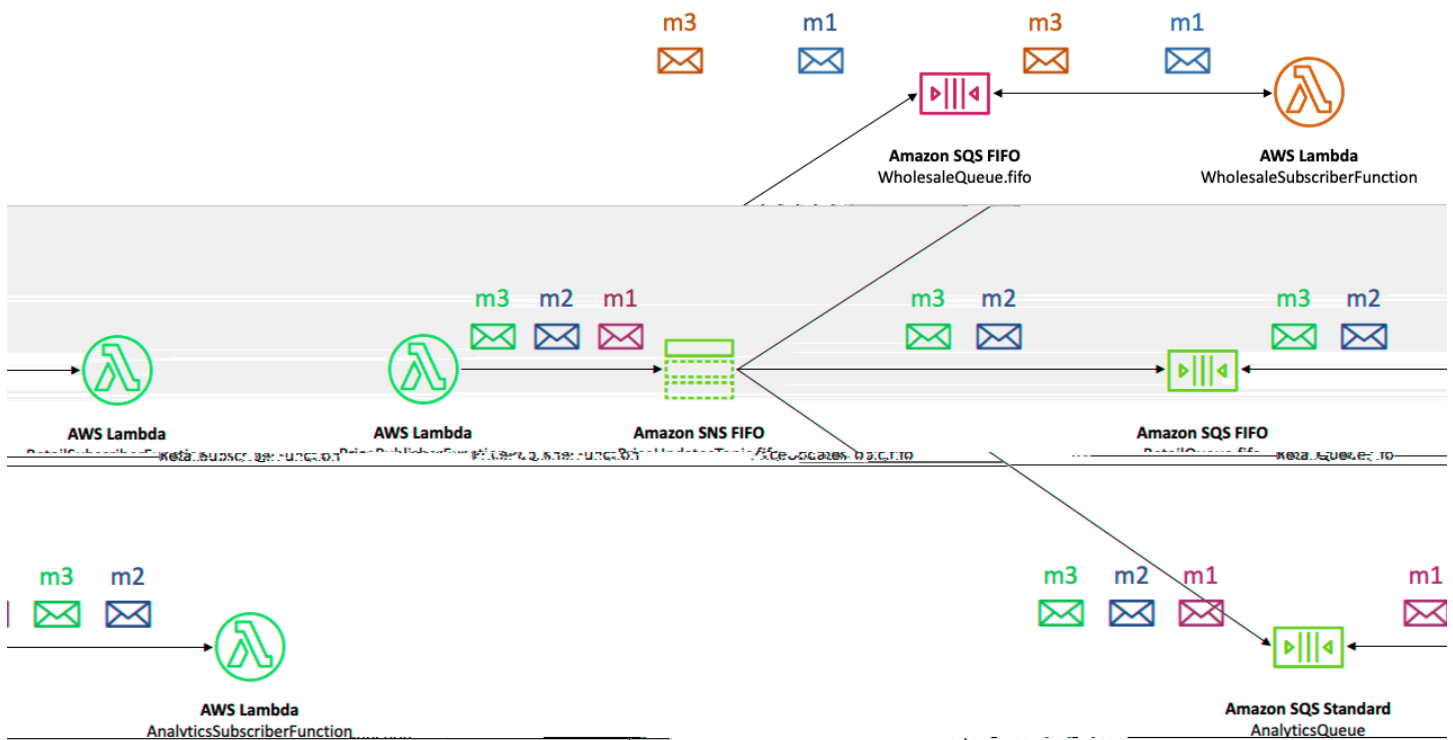 m3 m1 m3 m1
Amazon SQS FIFO AWS Lambda
WholesaleQueue.fifo WholesaleSubscriberFunction
m3 m2 m1 m3 m2 m3 m2
AWS Lambda AWS Lambda Amazon SNS FIFO Amazon SQS FIFO
m3 m2 m3 m2 m1 m1
AWS Lambda Amazon SQS Standard
AnalyticsSubscriberFunction AnalyticsQueue